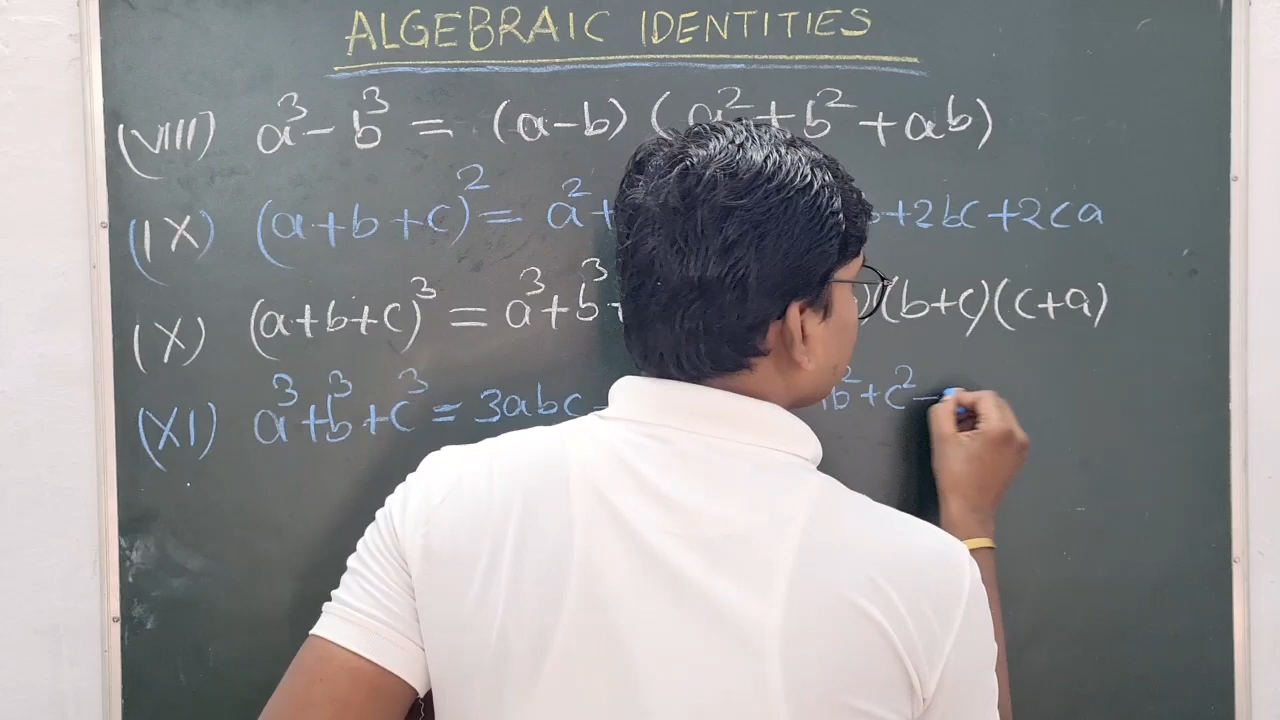 ALGEBRAIC IDENTITIES
(VIII) a³ - b³ = (a-b) (a² + b² + ab)
(IX) (a+b+c)² = a² + +2bc+2ca
(X) (a+b+c)³ = a³+b³+ )(b+c)(c+a)
(XI) a³+b³+c³ = 3abc = b²+c²-